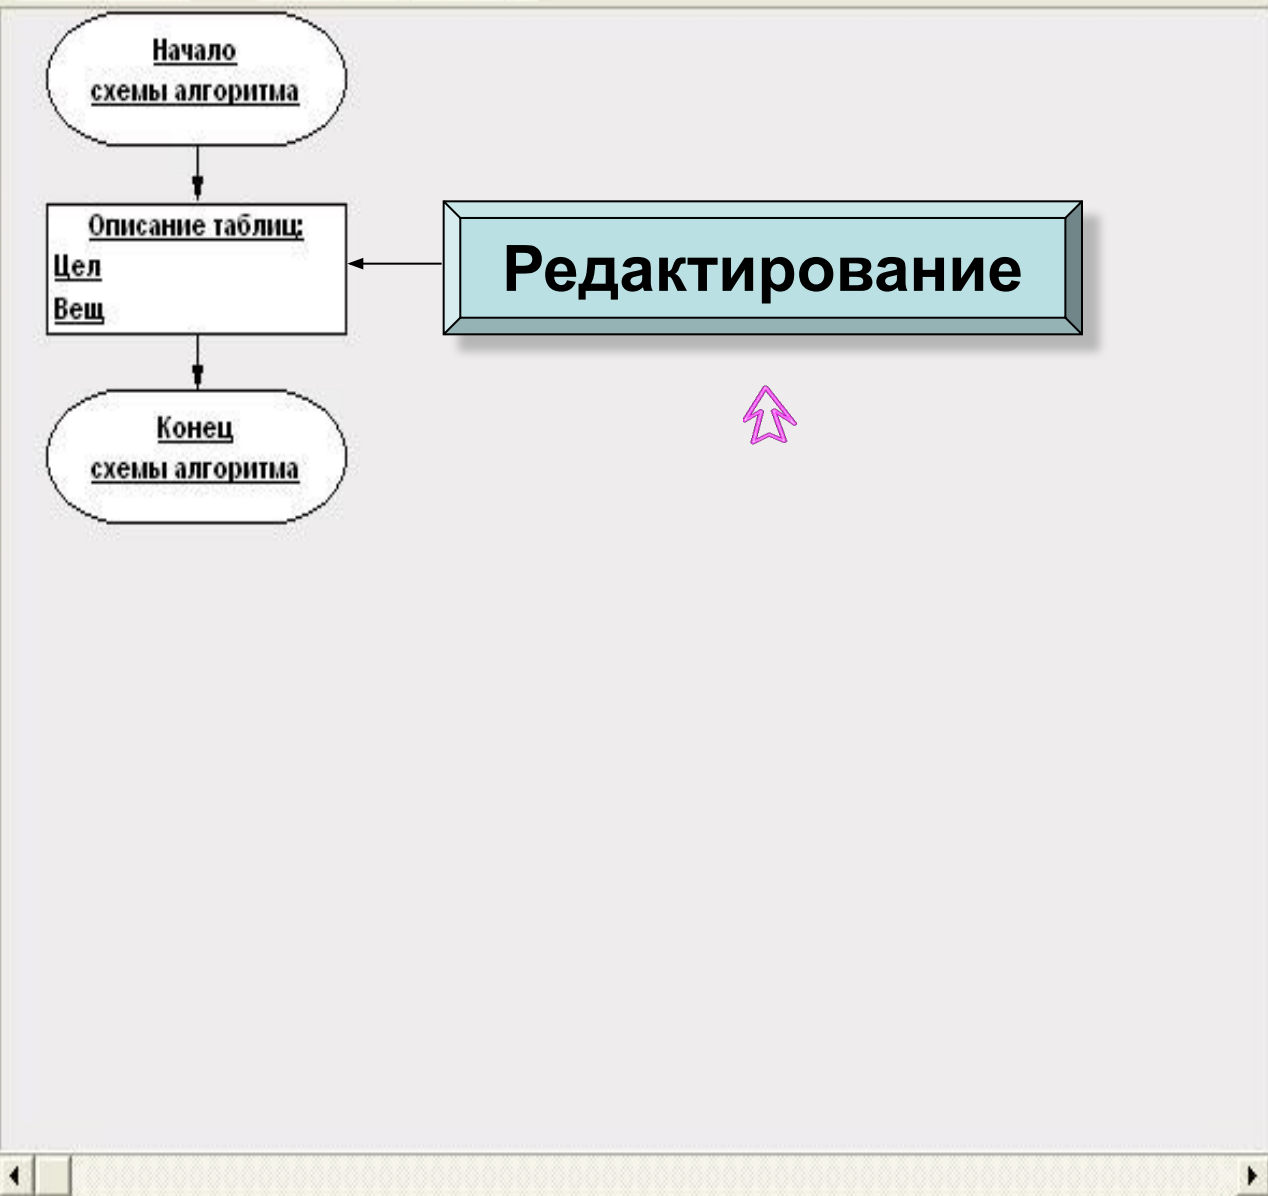 Начало
схемы алгоритма
Описание таблиц:
Цел
Вещ
Редактирование
Конец
схемы алгоритма